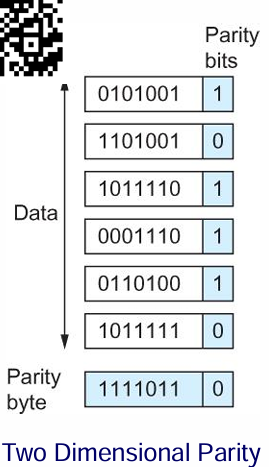 Parity
bits
0101001 1
1101001 0
1011110 1
Data
0001110 1
0110100 1
1011111 0
Parity
byte
1111011 0
Two Dimensional Parity